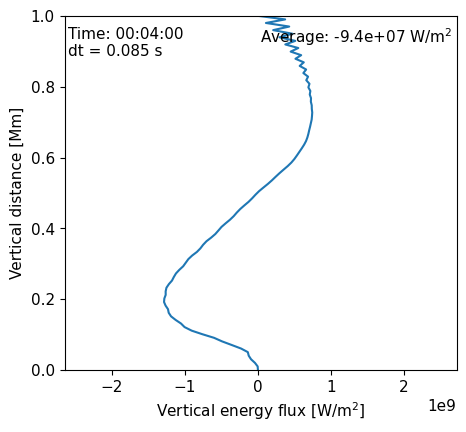 Time: 00:04:00
dt = 0.085 s
Average: -9.4e+07 W/m²
Vertical distance [Mm]
1.0
0.8
0.6
0.4
0.2
0.0
−2 −1 0 1 2
1e9
Vertical energy flux [W/m²]